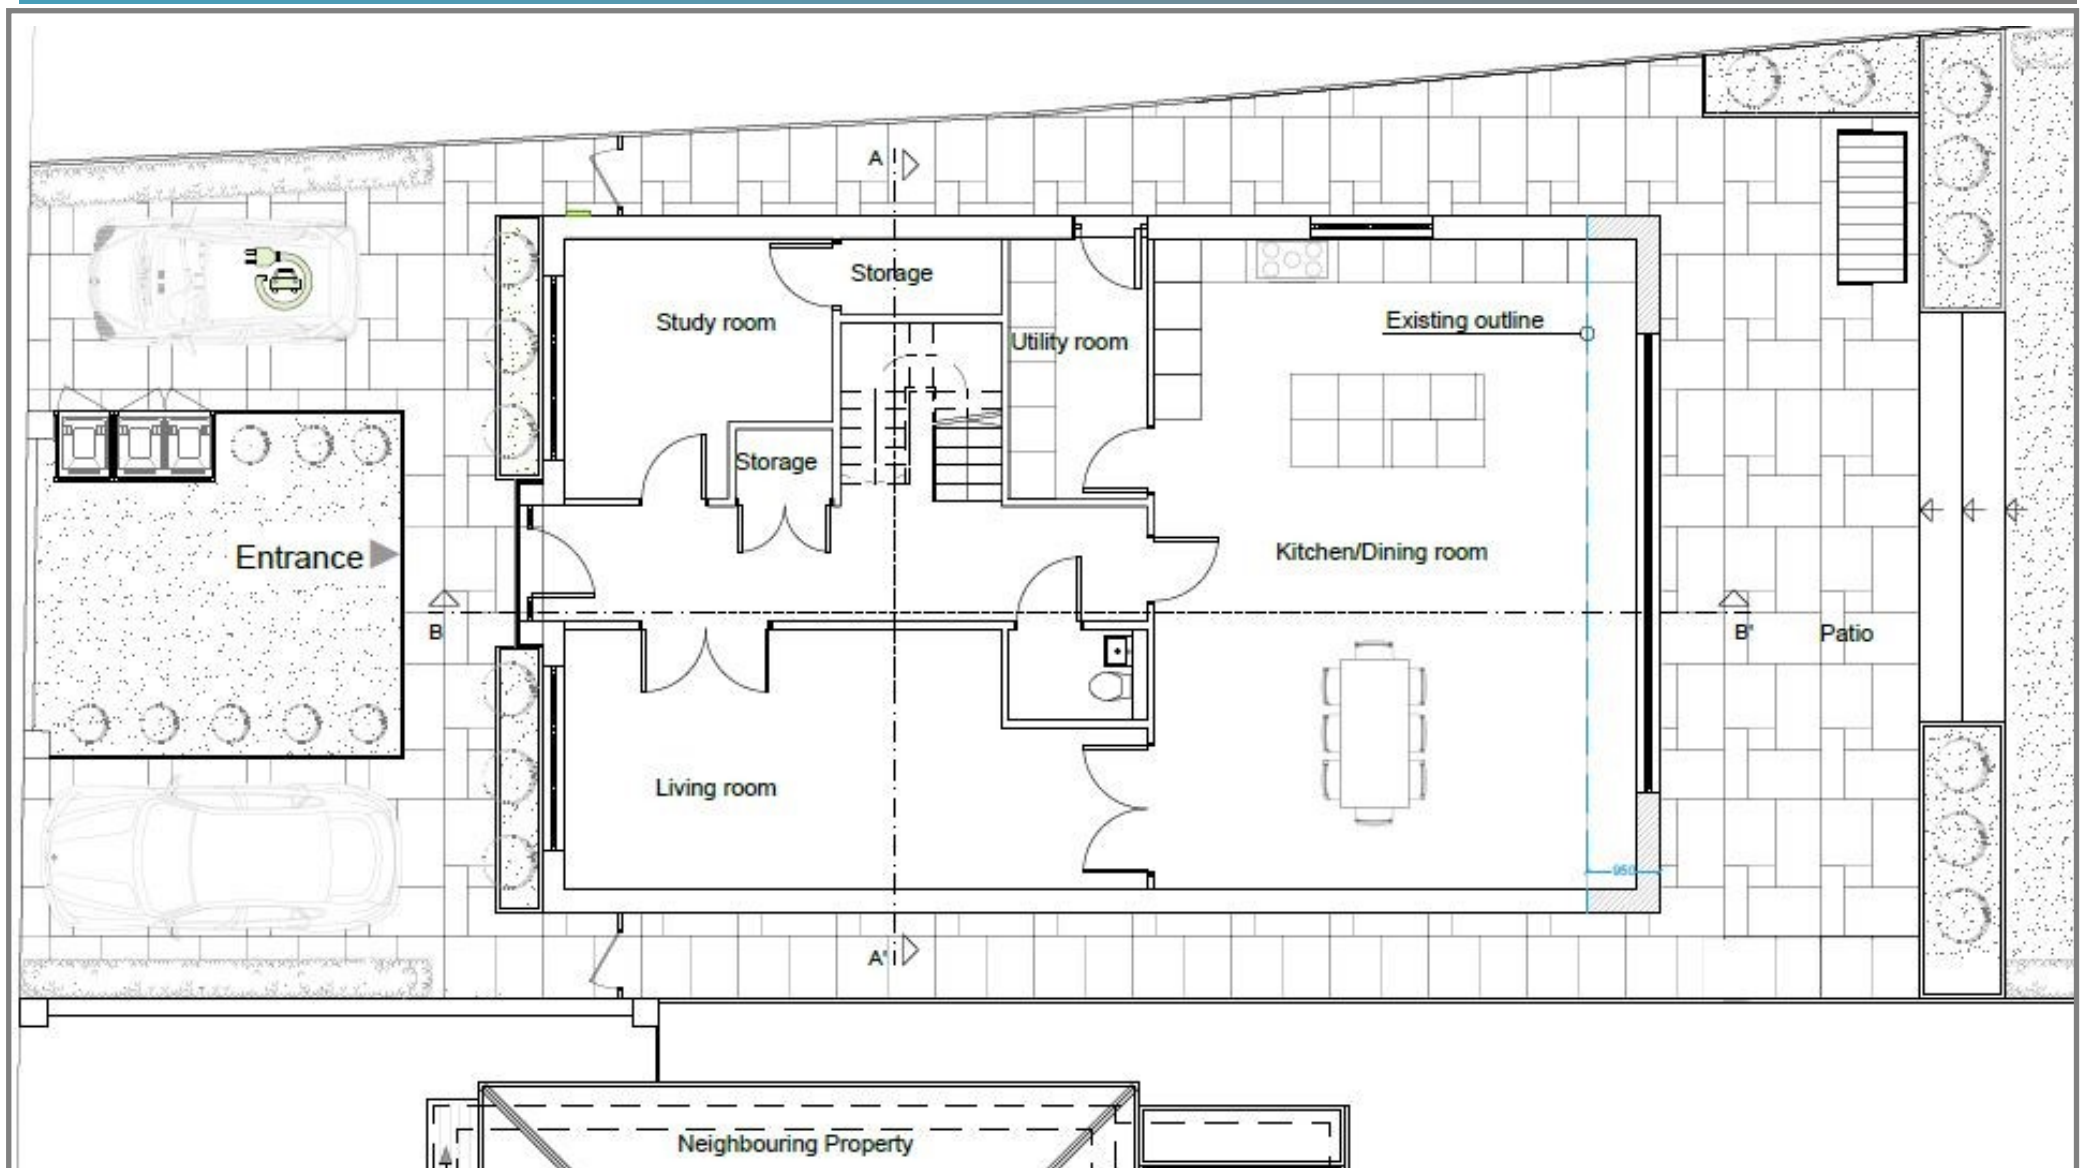 A
Storage
Study room
Existing outline
Utility room
Storage
Entrance
Kitchen/Dining room
B
B'
Patio
Living room
950
A'
Neighbouring Property